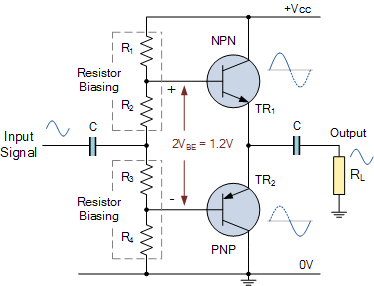 +Vcc
NPN
R1
Resistor
Biasing
+
R2
TR1
Input
Signal
C
2VBE = 1.2V
C
Output
R3
TR2
RL
Resistor
Biasing
-
R4
PNP
0V